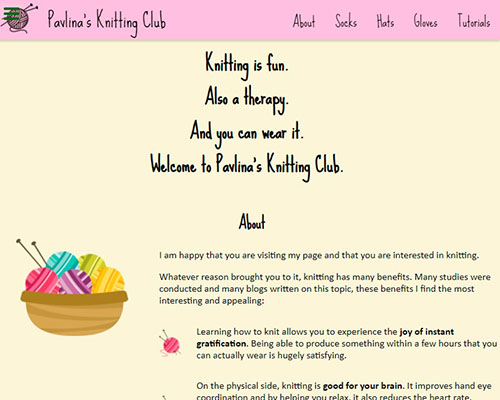 Pavlina's Knitting Club
About Socks Hats Gloves Tutorials
Knitting is fun.
Also a therapy.
And you can wear it.
Welcome to Pavlina's Knitting Club.
About
I am happy that you are visiting my page and that you are interested in knitting.
Whatever reason brought you to it, knitting has many benefits. Many studies were
conducted and many blogs written on this topic, these benefits I find the most
interesting and appealing:
Learning how to knit allows you to experience the joy of instant
gratification. Being able to produce something within a few hours that you
can actually wear is hugely satisfying.
On the physical side, knitting is good for your brain. It improves hand eye
coordination and by helping you relax, it also reduces the heart rate.